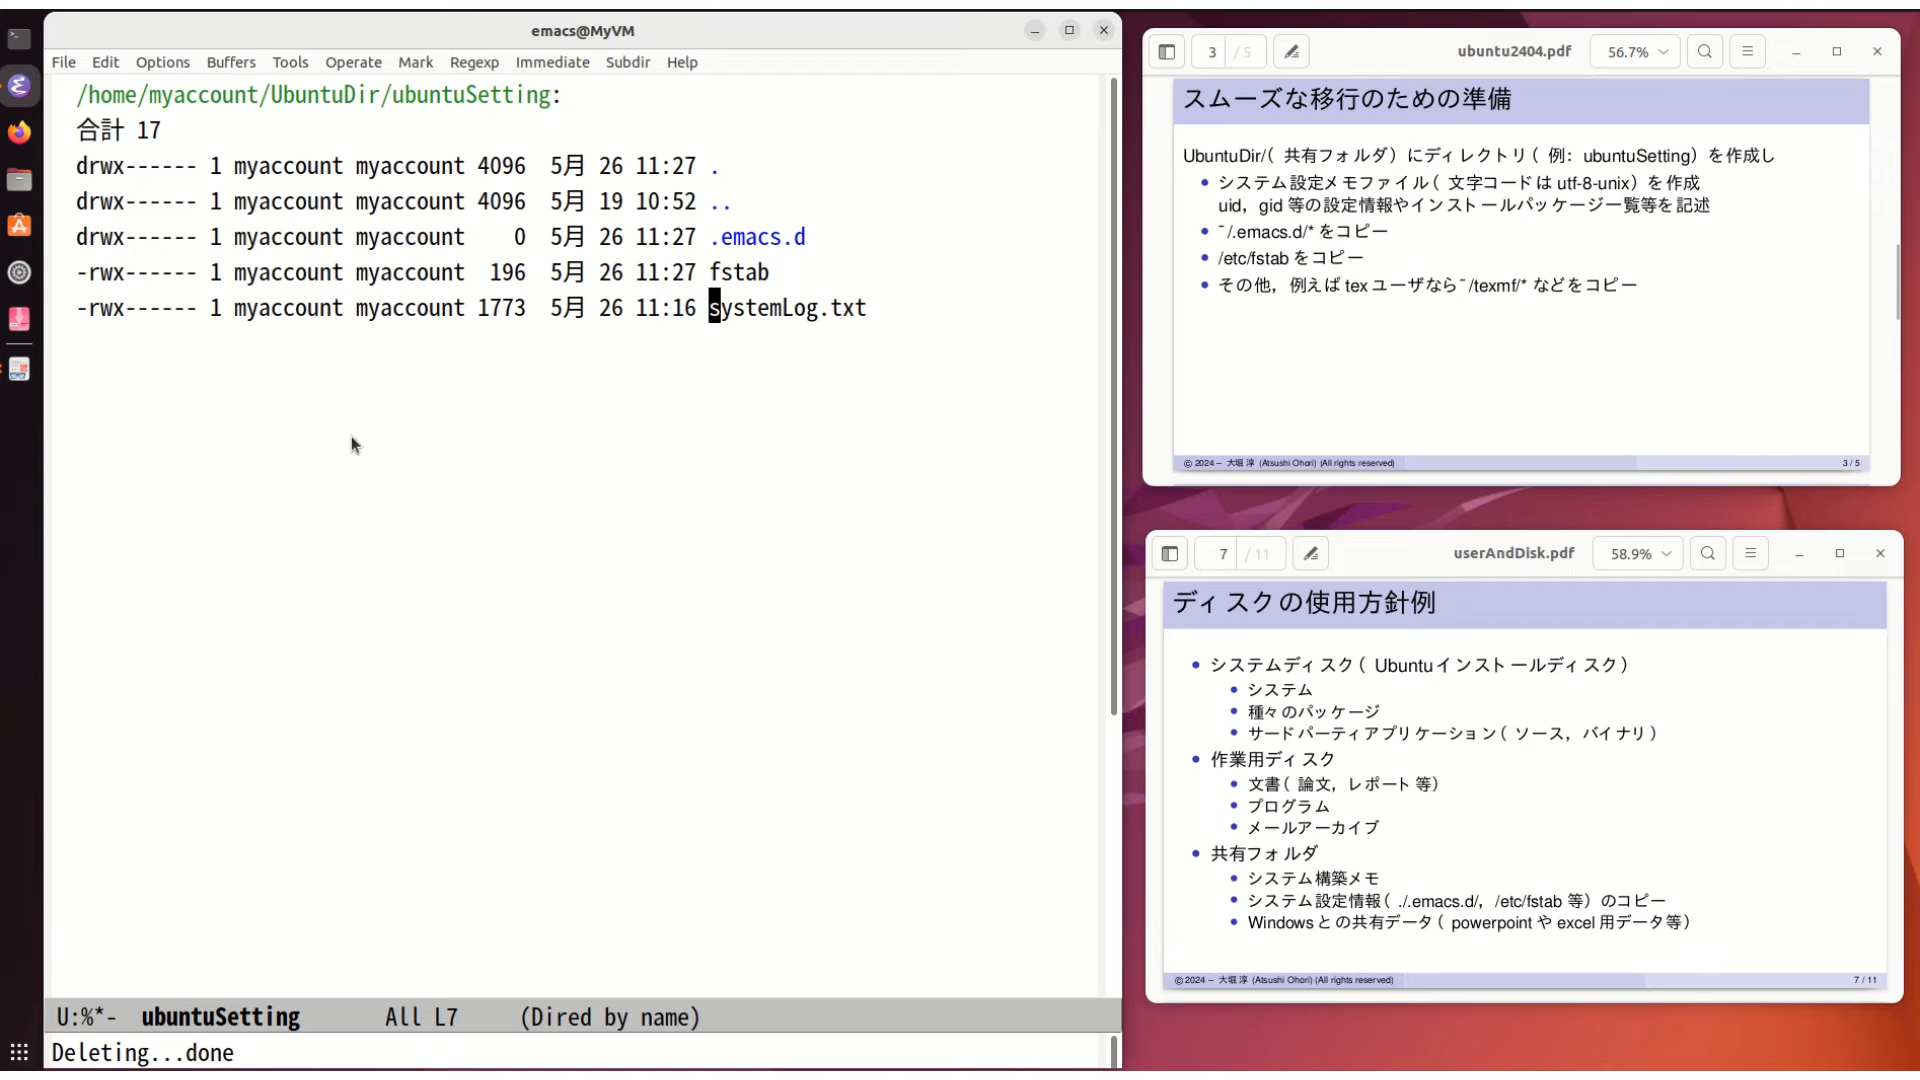 emacs@MyVM
File Edit Options Buffers Tools Operate Mark Regexp Immediate Subdir Help
/home/myaccount/UbuntuDir/ubuntuSetting:
合計 17
drwx------ 1 myaccount myaccount 4096 5月 26 11:27 .
drwx------ 1 myaccount myaccount 4096 5月 19 10:52 ..
drwx------ 1 myaccount myaccount 0 5月 26 11:27 .emacs.d
-rwx------ 1 myaccount myaccount 196 5月 26 11:27 fstab
-rwx------ 1 myaccount myaccount 1773 5月 26 11:16 systemLog.txt
U:%*- ubuntuSetting All L7 (Dired by name)
Deleting...done
3 / 5 ubuntu2404.pdf 56.7%
スムーズな移行のための準備
UbuntuDir/(共有フォルダ)にディレクトリ(例: ubuntuSetting)を作成し
• システム設定メモファイル(文字コードは utf-8-unix)を作成
uid, gid 等の設定情報やインストールパッケージ一覧等を記述
• ~/.emacs.d/* をコピー
• /etc/fstab をコピー
• その他, 例えば tex ユーザなら ~/texmf/* などをコピー
© 2024 – 大堀 淳 (Atsushi Ohori) (All rights reserved) 3 / 5
7 / 11 userAndDisk.pdf 58.9%
ディスクの使用方針例
• システムディスク(Ubuntu インストールディスク)
• システム
• 種々のパッケージ
• サードパーティアプリケーション(ソース, バイナリ)
• 作業用ディスク
• 文書(論文, レポート等)
• プログラム
• メールアーカイブ
• 共有フォルダ
• システム構築メモ
• システム設定情報(./.emacs.d/, /etc/fstab 等)のコピー
• Windows との共有データ(powerpoint や excel 用データ等)
© 2024 – 大堀 淳 (Atsushi Ohori) (All rights reserved) 7 / 11